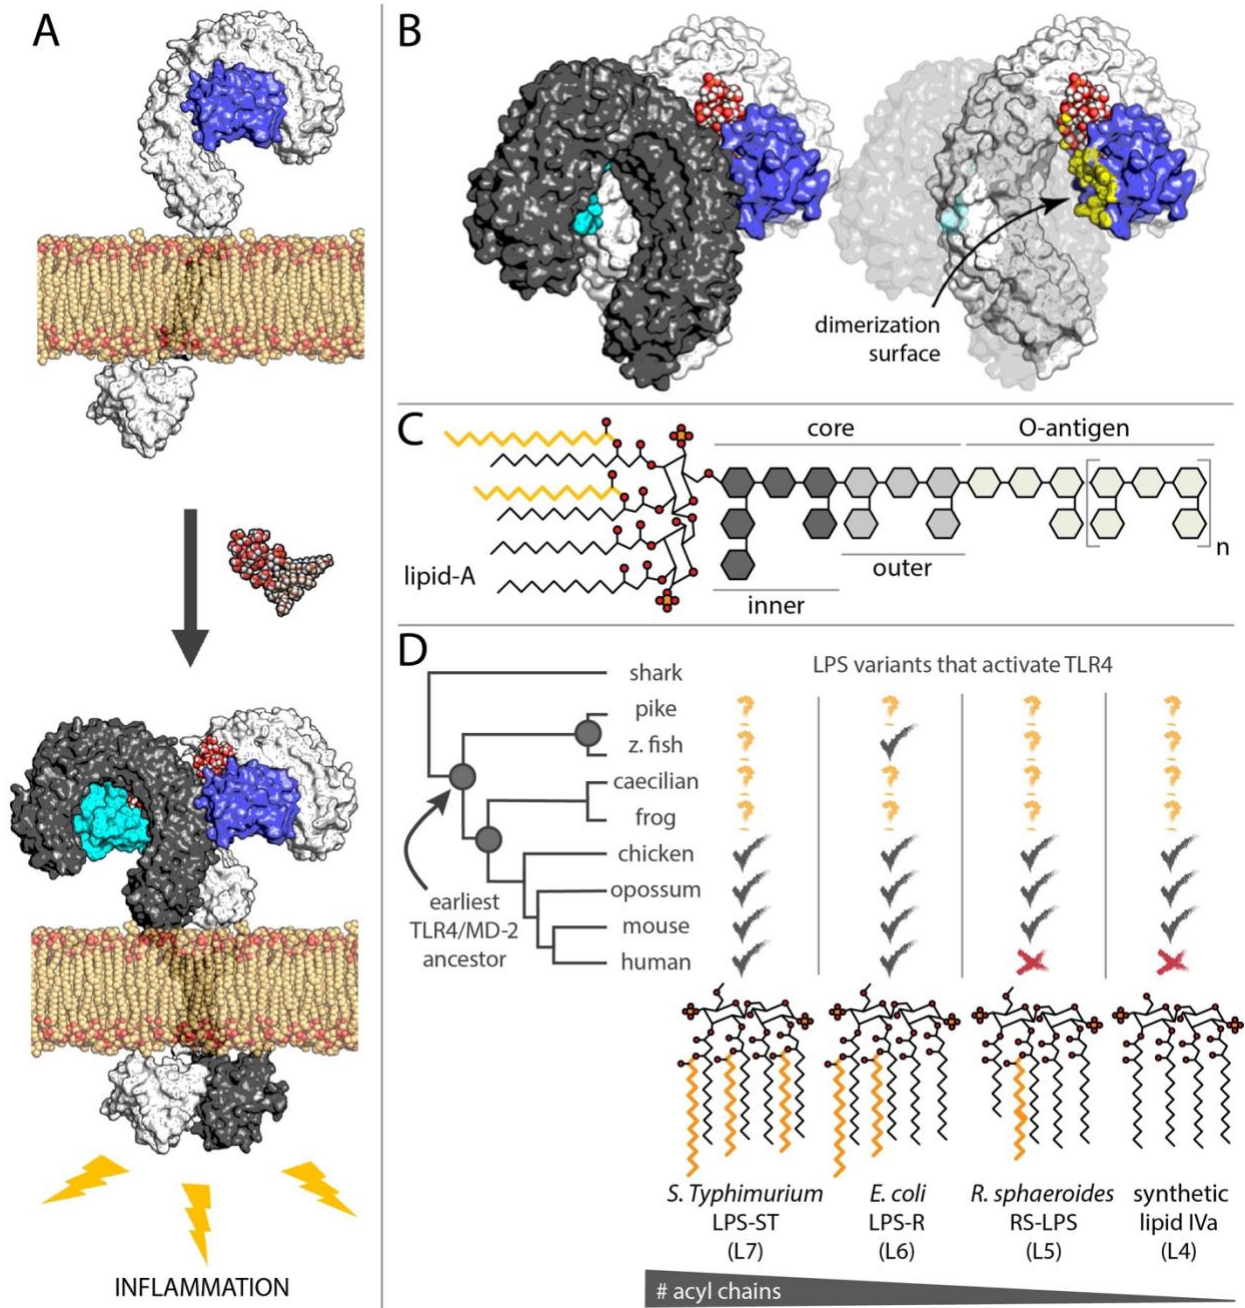 A
INFLAMMATION
B
dimerization
surface
C
core
O-antigen
lipid-A
inner
outer
n
D
LPS variants that activate TLR4
shark
pike
z. fish
caecilian
frog
chicken
opossum
mouse
human
earliest
TLR4/MD-2
ancestor
?
? ✓ ? ?
? ? ? ?
? ? ? ?
S. Typhimurium
LPS-ST
(L7)
E. coli
LPS-R
(L6)
R. sphaeroides
RS-LPS
(L5)
synthetic
lipid IVa
(L4)
# acyl chains